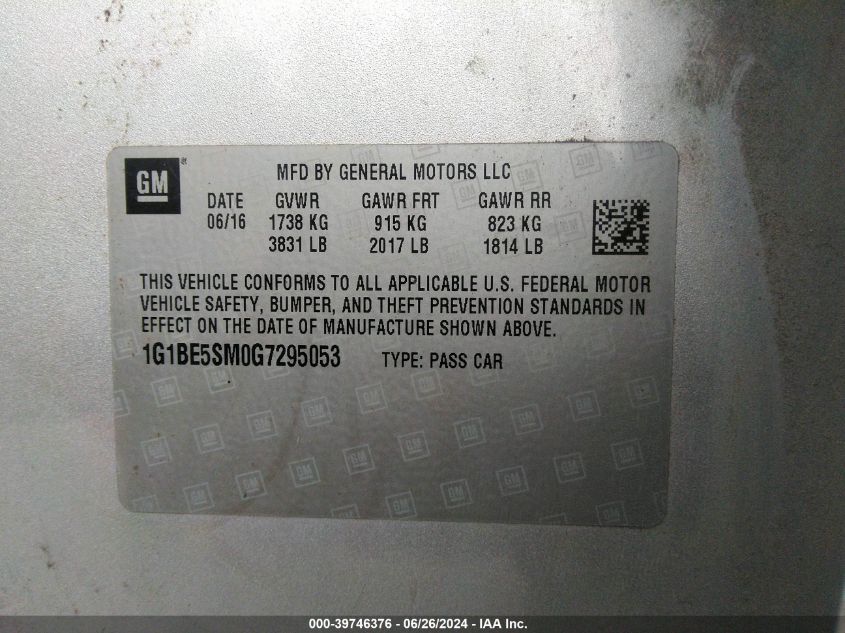 GM
MFD BY GENERAL MOTORS LLC
DATE GVWR GAWR FRT GAWR RR
06/16 1738 KG 915 KG 823 KG
3831 LB 2017 LB 1814 LB
THIS VEHICLE CONFORMS TO ALL APPLICABLE U.S. FEDERAL MOTOR
VEHICLE SAFETY, BUMPER, AND THEFT PREVENTION STANDARDS IN
EFFECT ON THE DATE OF MANUFACTURE SHOWN ABOVE.
1G1BE5SM0G7295053 TYPE: PASS CAR
000-39746376 - 06/26/2024 - IAA Inc.